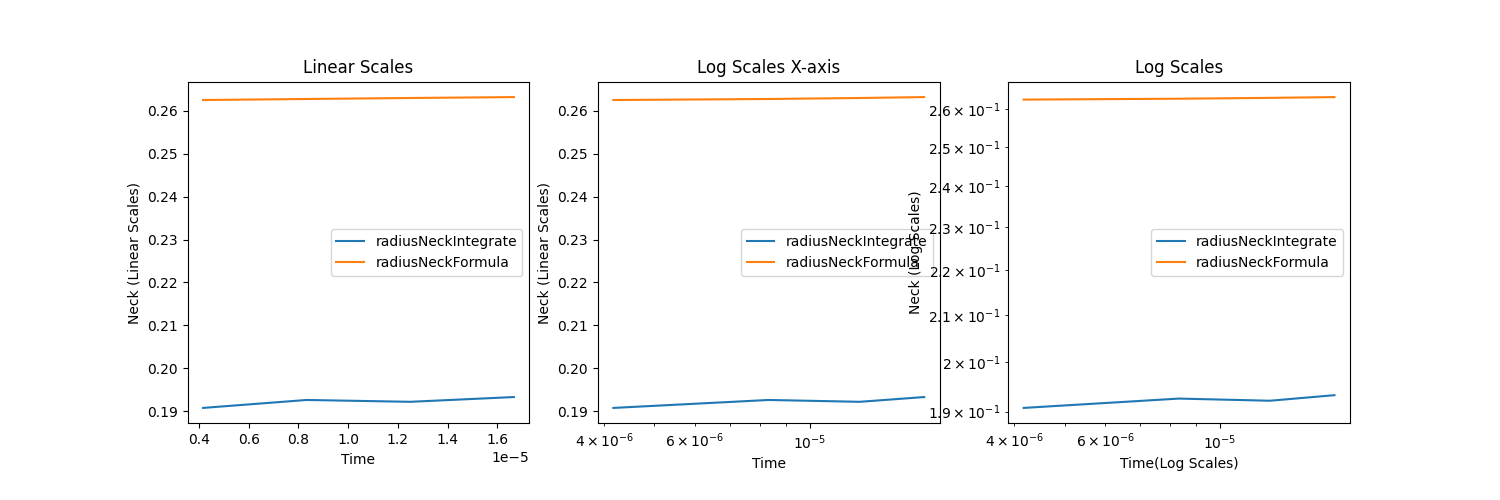 Linear Scales
0.26
0.25
0.24
0.23
0.22
0.21
0.20
0.19
Neck (Linear Scales)
radiusNeckIntegrate
radiusNeckFormula
0.4 0.6 0.8 1.0 1.2 1.4 1.6
1e−5
Time
Log Scales X-axis
0.26
0.25
0.24
0.23
0.22
0.21
0.20
0.19
Neck (Linear Scales)
radiusNeckIntegrate
radiusNeckFormula
4 × 10⁻⁶ 6 × 10⁻⁶ 10⁻⁵
Time
Log Scales
2.6 × 10⁻¹
2.5 × 10⁻¹
2.4 × 10⁻¹
2.3 × 10⁻¹
2.2 × 10⁻¹
2.1 × 10⁻¹
2 × 10⁻¹
1.9 × 10⁻¹
Neck (Log Scales)
radiusNeckIntegrate
radiusNeckFormula
4 × 10⁻⁶ 6 × 10⁻⁶ 10⁻⁵
Time(Log Scales)